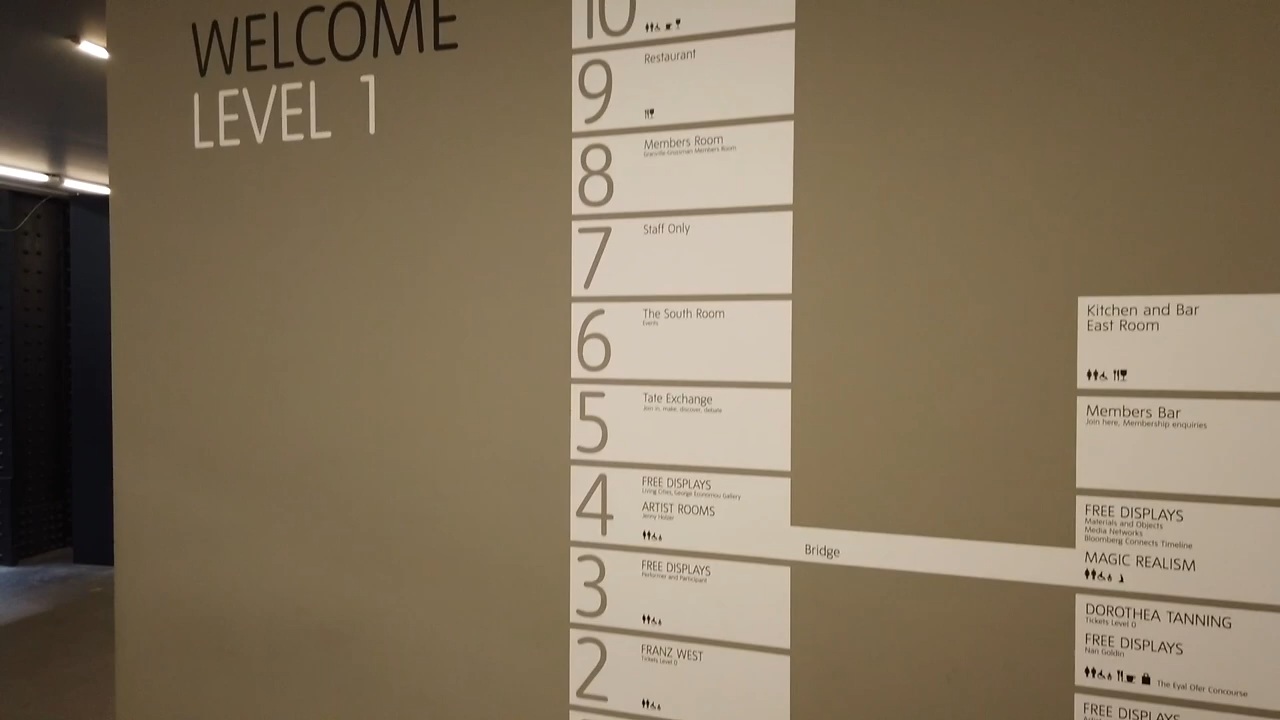 WELCOME
LEVEL 1
10
9
Restaurant
8
Members Room
Granville-Grossman Members Room
7
Staff Only
6
The South Room
Events
5
Tate Exchange
Join in, make, discover, debate
4
FREE DISPLAYS
Living Cities, George Economou Gallery
ARTIST ROOMS
Jenny Holzer
3
FREE DISPLAYS
Performer and Participant
2
FRANZ WEST
Tickets Level 0
Bridge
Kitchen and Bar
East Room
Members Bar
Join here, Membership enquiries
FREE DISPLAYS
Materials and Objects
Media Networks
Bloomberg Connects Timeline
MAGIC REALISM
DOROTHEA TANNING
Tickets Level 0
FREE DISPLAYS
Nan Goldin
The Eyal Ofer Concourse
FREE DISPLAYS